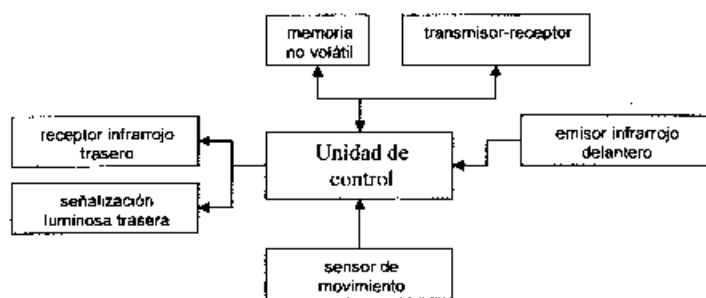 memoria
no volátil
transmisor-receptor
receptor infrarrojo
trasero
Unidad de
control
emisor infrarrojo
delantero
señalización
luminosa trasera
sensor de
movimiento